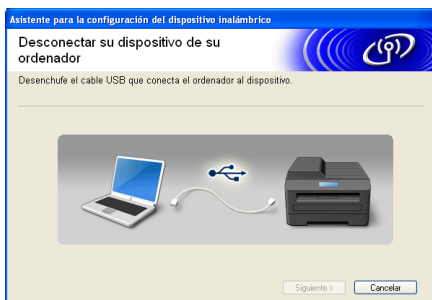 Asistente para la configuración del dispositivo inalámbrico
Desconectar su dispositivo de su
ordenador
Desenchufe el cable USB que conecta el ordenador al dispositivo.
Siguiente >
Cancelar